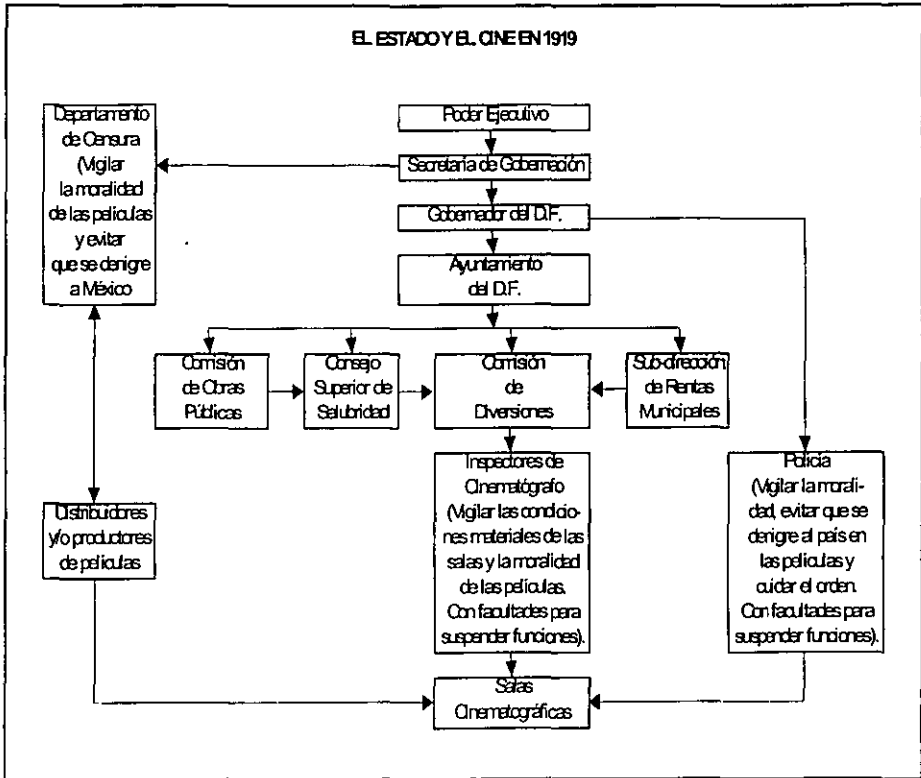 EL ESTADO Y EL CINE EN 1919
Departamento
de Censura
(Vigilar
la moralidad
de las películas
y evitar
que se denigre
a México
Poder Ejecutivo
Secretaría de Gobernación
Gobernador del D.F.
Ayuntamiento
del D.F.
Comisión
de Obras
Públicas
Consejo
Superior de
Salubridad
Comisión
de
Diversiones
Sub-dirección
de Rentas
Municipales
Distribuidores
y/o productores
de películas
Inspectores de
Cinematógrafo
(Vigilar las condicio-
nes materiales de las
salas y la moralidad
de las películas.
Con facultades para
suspender funciones).
Policía
(Vigilar la morali-
dad, evitar que se
denigre al país en
las películas y
cuidar el orden.
Con facultades para
suspender funciones).
Salas
Cinematográficas